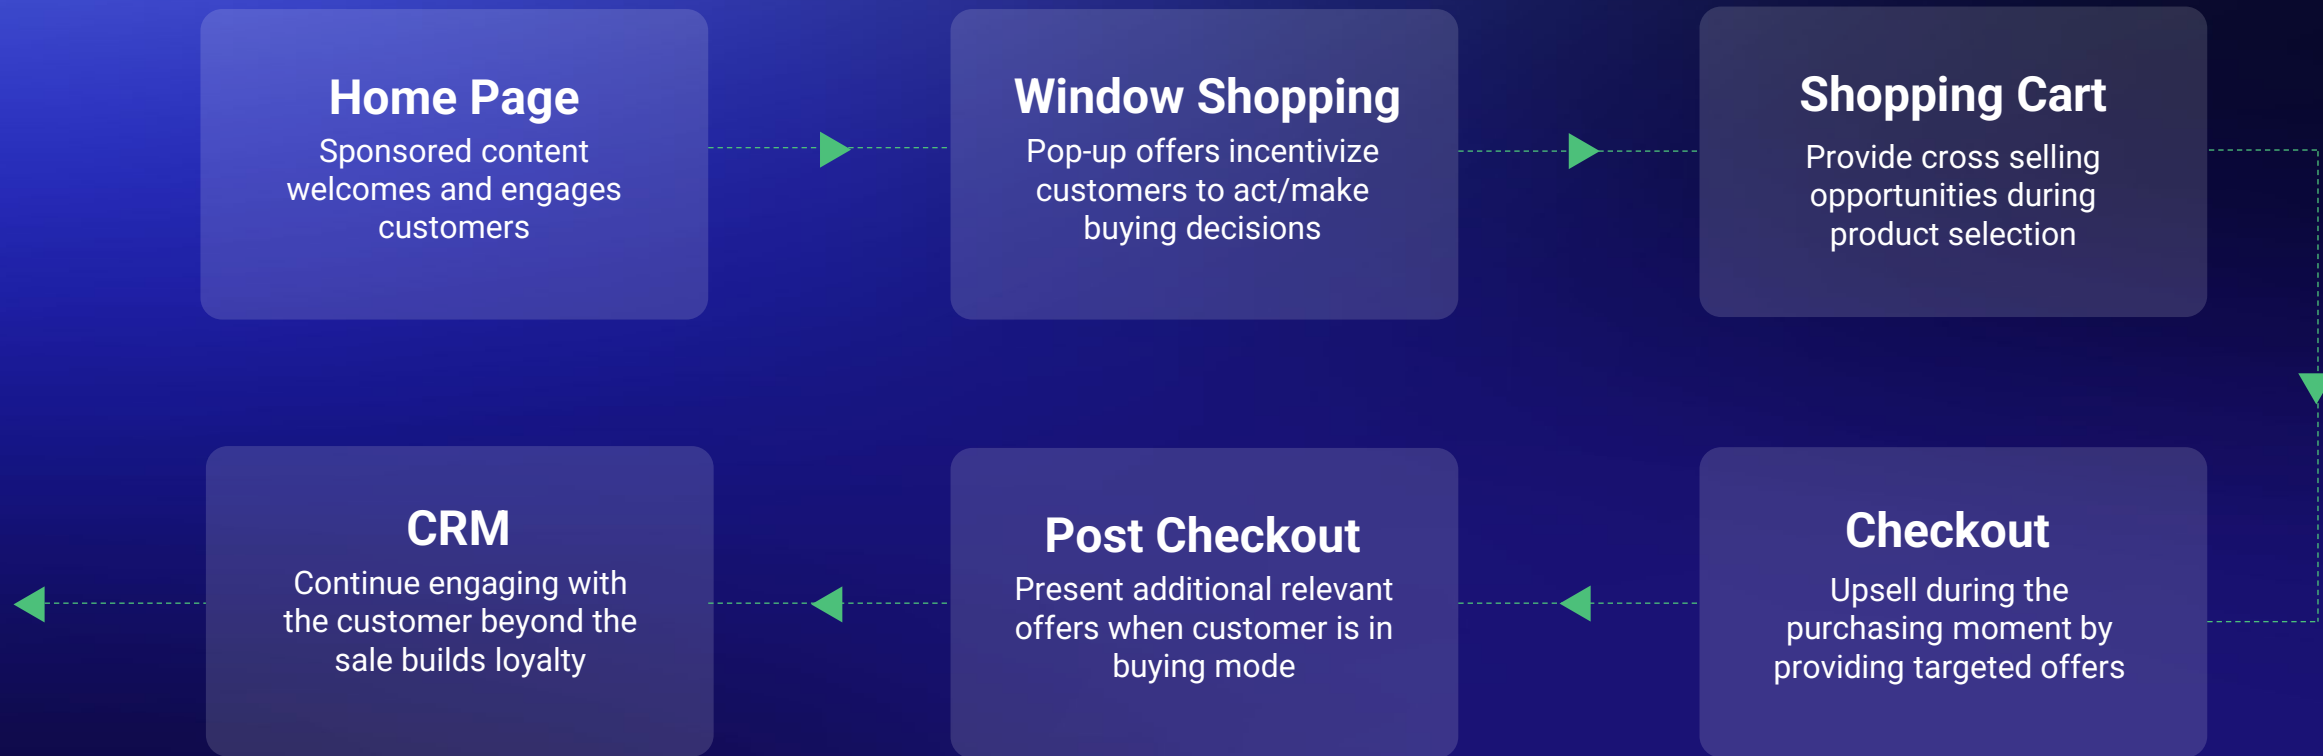 Home Page
Sponsored content
welcomes and engages
customers
Window Shopping
Pop-up offers incentivize
customers to act/make
buying decisions
Shopping Cart
Provide cross selling
opportunities during
product selection
Checkout
Upsell during the
purchasing moment by
providing targeted offers
Post Checkout
Present additional relevant
offers when customer is in
buying mode
CRM
Continue engaging with
the customer beyond the
sale builds loyalty